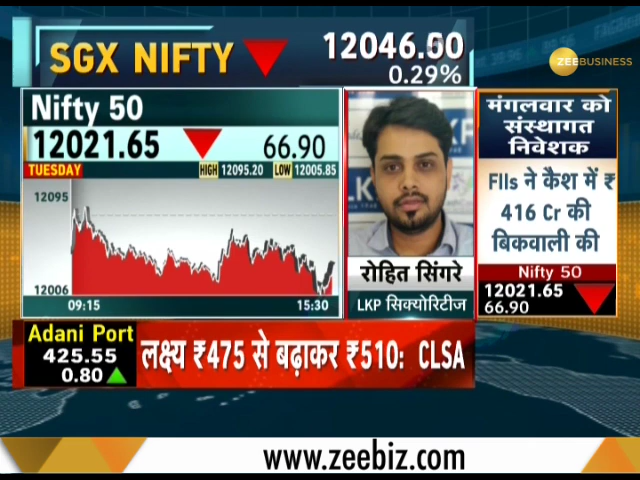 SGX NIFTY 12046.50
0.29%
ZEEBUSINESS
Nifty 50
12021.65 66.90
TUESDAY HIGH 12095.20 LOW 12005.85
12095
12006
09:15 15:30
रोहित सिंगरे
LKP सिक्योरिटीज
मंगलवार को
संस्थागत
निवेशक
FIIs ने कैश में ₹
416 Cr की
बिकवाली की
Nifty 50
12021.65
66.90
Adani Port
425.55
0.80
लक्ष्य ₹475 से बढ़ाकर ₹510: CLSA
www.zeebiz.com